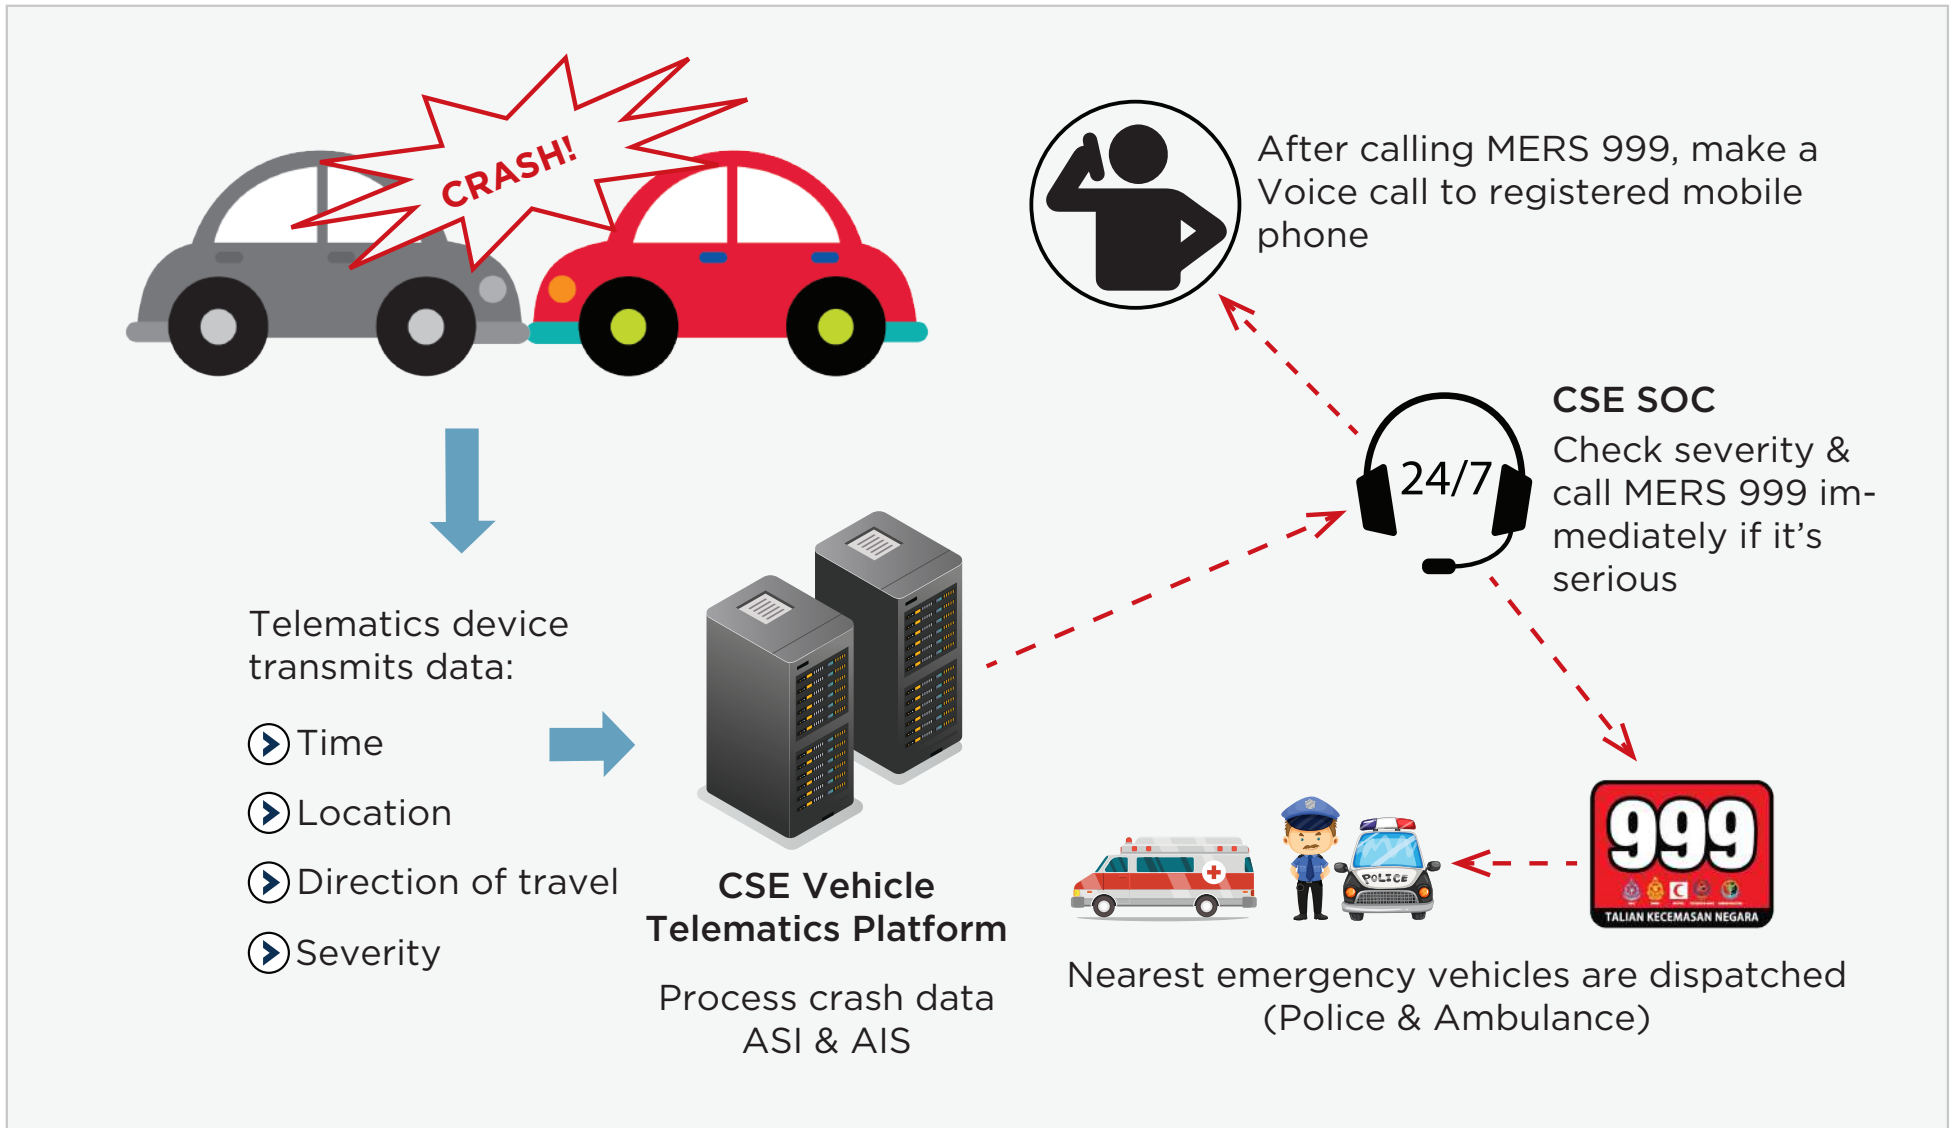 CRASH!
After calling MERS 999, make a
Voice call to registered mobile
phone
CSE SOC
24/7
Check severity &
call MERS 999 im-
mediately if it's
serious
Telematics device
transmits data:
Time
Location
Direction of travel
Severity
CSE Vehicle
Telematics Platform
Process crash data
ASI & AIS
POLICE
999
TALIAN KECEMASAN NEGARA
Nearest emergency vehicles are dispatched
(Police & Ambulance)